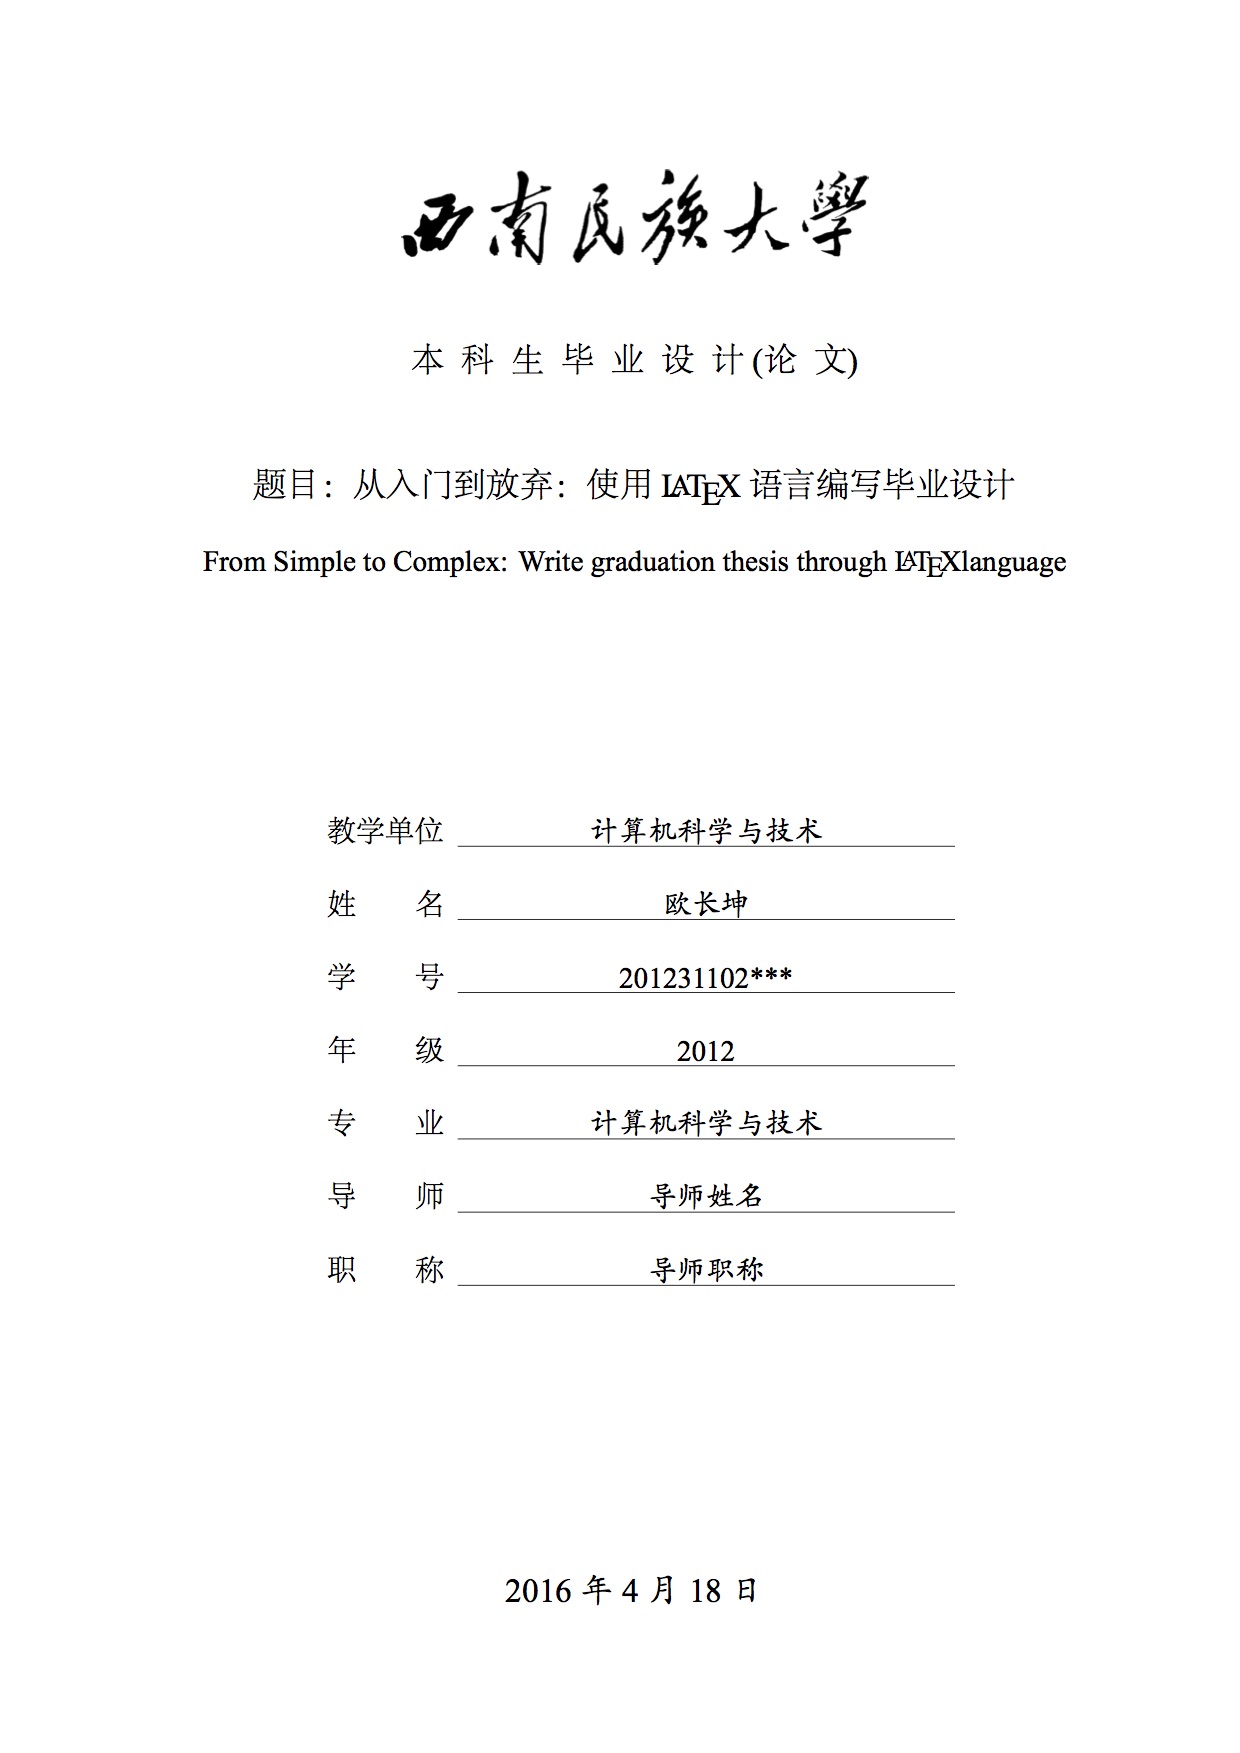 西南民族大學
本 科 生 毕 业 设 计(论 文)
题目：从入门到放弃：使用 LATEX 语言编写毕业设计
From Simple to Complex: Write graduation thesis through LATEXlanguage
教学单位 计算机科学与技术
姓 名 欧长坤
学 号 201231102***
年 级 2012
专 业 计算机科学与技术
导 师 导师姓名
职 称 导师职称
2016 年 4 月 18 日